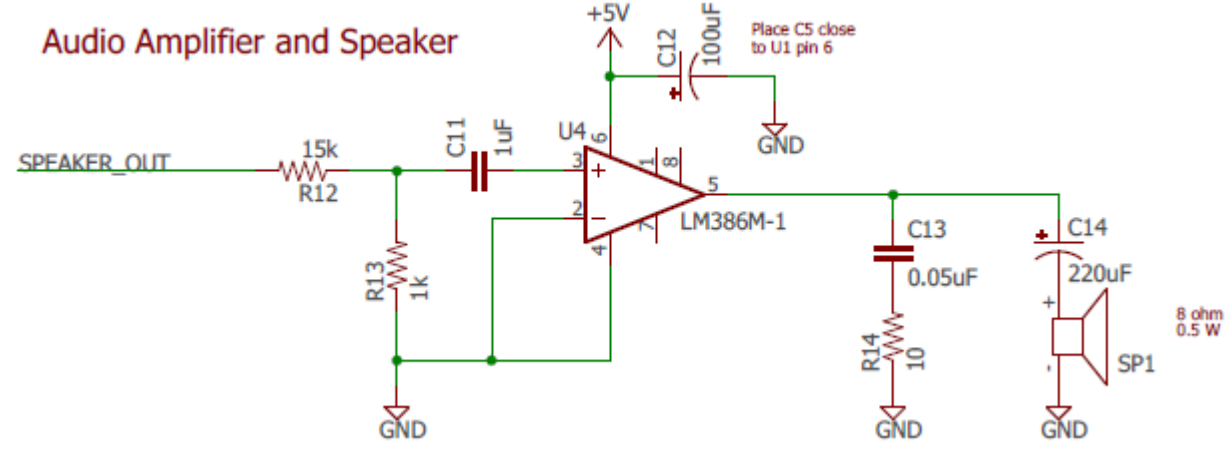 Audio Amplifier and Speaker
+5V
C12
100uF
Place C5 close
to U1 pin 6
GND
SPEAKER_OUT
15k
R12
C11
1uF
U4
6
3
+
2
-
4
1
8
7
5
LM386M-1
R13
1k
GND
C13
0.05uF
R14
10
GND
+
C14
220uF
+
-
SP1
8 ohm
0.5 W
GND
+